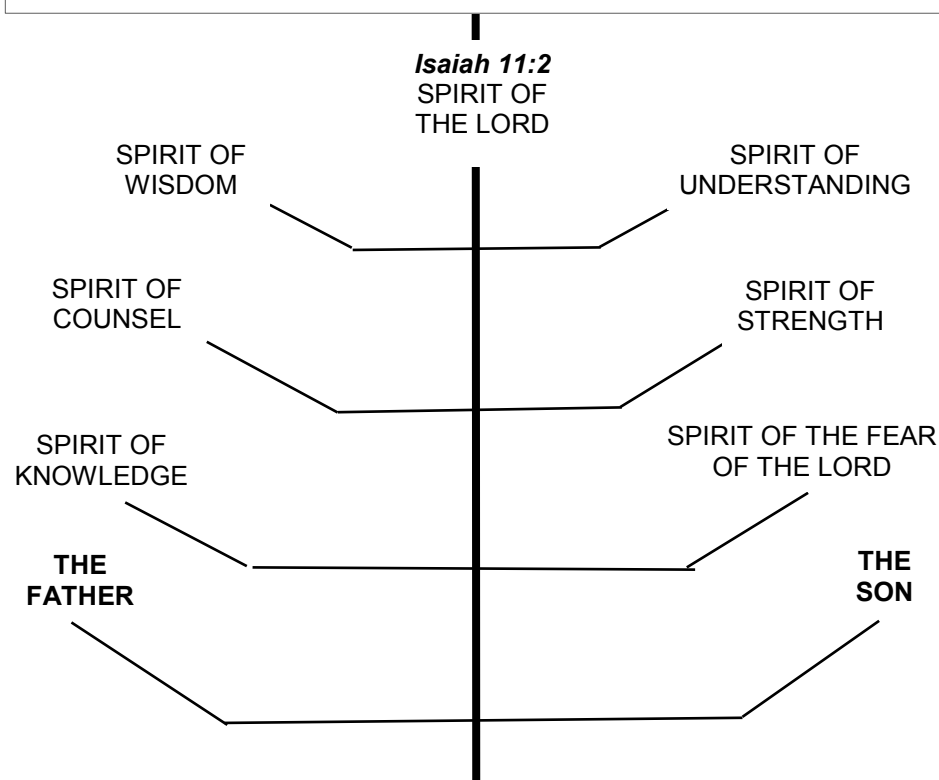 Isaiah 11:2
SPIRIT OF
THE LORD
SPIRIT OF
WISDOM
SPIRIT OF
UNDERSTANDING
SPIRIT OF
COUNSEL
SPIRIT OF
STRENGTH
SPIRIT OF
KNOWLEDGE
SPIRIT OF THE FEAR
OF THE LORD
THE
FATHER
THE
SON